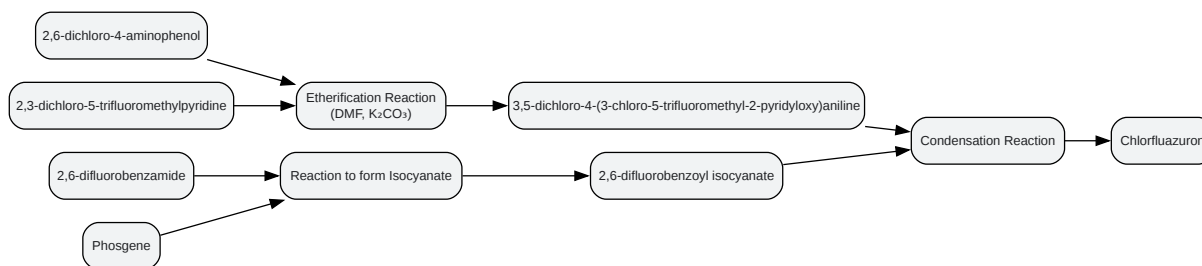 2,6-dichloro-4-aminophenol
2,3-dichloro-5-trifluoromethylpyridine
Etherification Reaction
(DMF, K₂CO₃)
3,5-dichloro-4-(3-chloro-5-trifluoromethyl-2-pyridyloxy)aniline
Condensation Reaction
Chlorfluazuron
2,6-difluorobenzamide
Reaction to form Isocyanate
2,6-difluorobenzoyl isocyanate
Phosgene